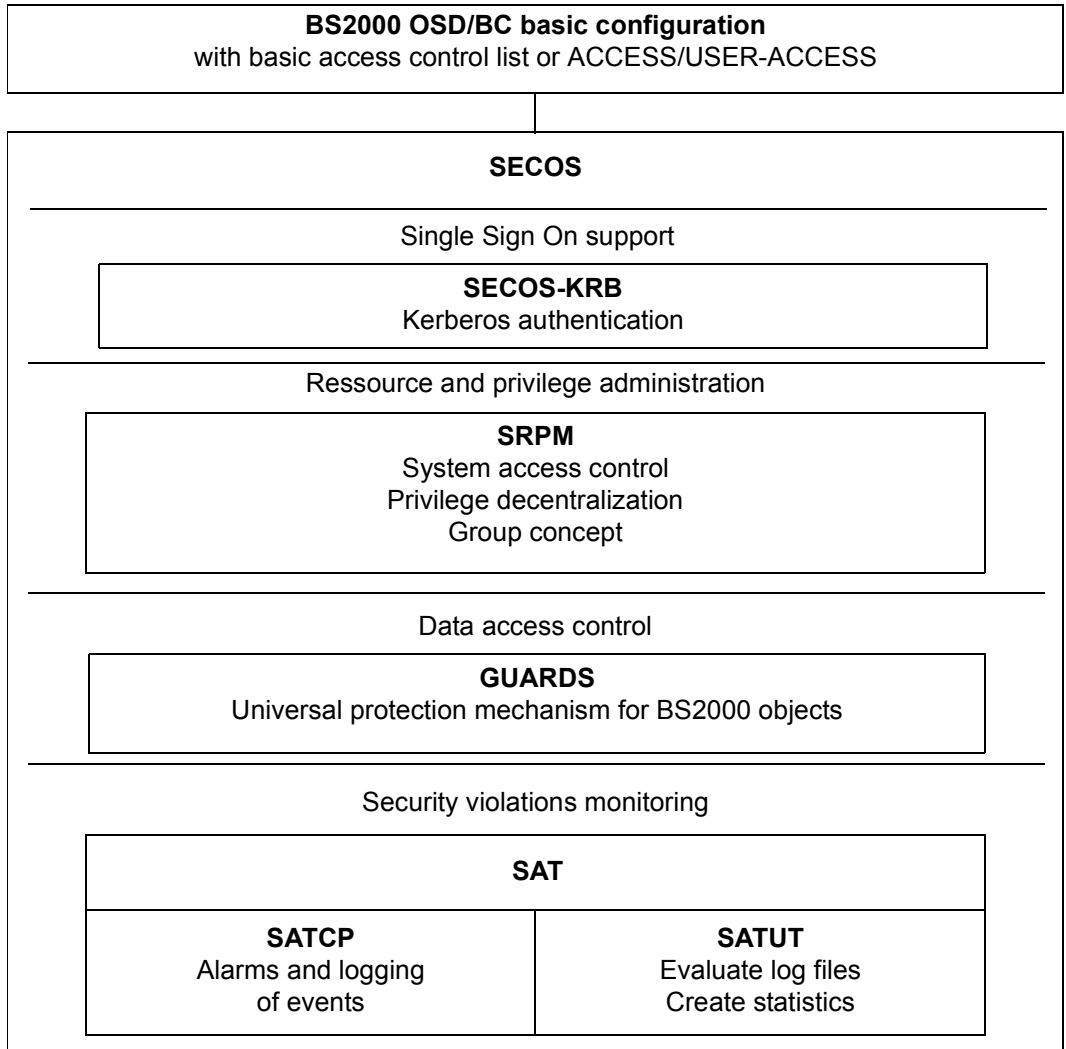 BS2000 OSD/BC basic configuration
with basic access control list or ACCESS/USER-ACCESS
SECOS
Single Sign On support
SECOS-KRB
Kerberos authentication
Ressource and privilege administration
SRPM
System access control
Privilege decentralization
Group concept
Data access control
GUARDS
Universal protection mechanism for BS2000 objects
Security violations monitoring
SAT
SATCP
Alarms and logging
of events
SATUT
Evaluate log files
Create statistics